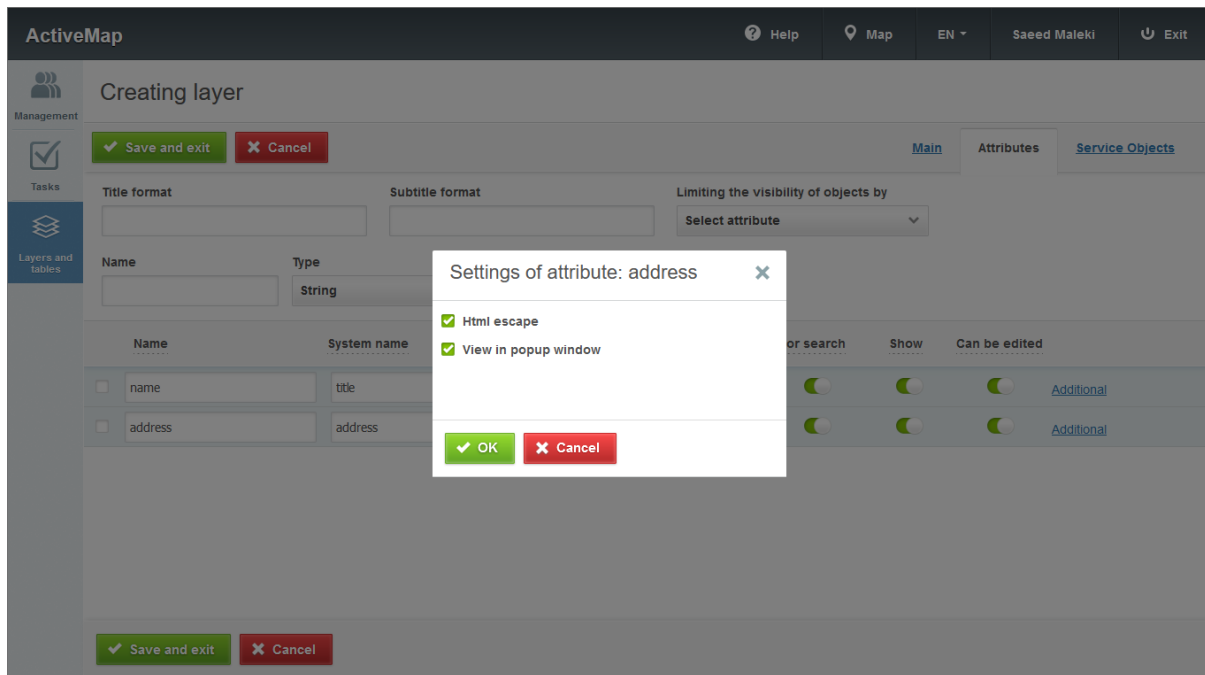 ActiveMap
Help
Map
EN
Saeed Maleki
Exit
Management
Tasks
Layers and
tables
Creating layer
Save and exit
Cancel
Main
Attributes
Service Objects
Title format
Subtitle format
Limiting the visibility of objects by
Select attribute
Name
Type
String
Settings of attribute: address
Html escape
View in popup window
OK
Cancel
Name
System name
or search
Show
Can be edited
name
title
Additional
address
address
Additional
Save and exit
Cancel